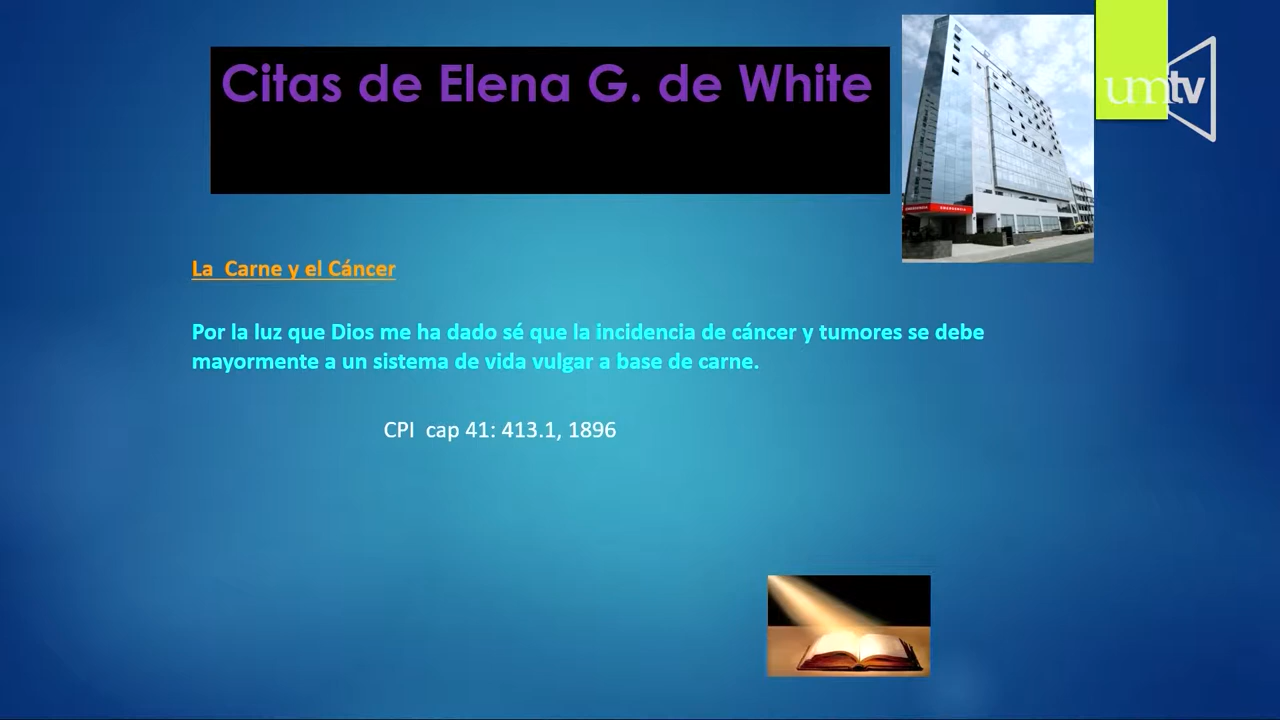 Citas de Elena G. de White
umtv
EMERGENCIA EMERGENCIA
La Carne y el Cáncer
Por la luz que Dios me ha dado sé que la incidencia de cáncer y tumores se debe
mayormente a un sistema de vida vulgar a base de carne.
CPI cap 41: 413.1, 1896